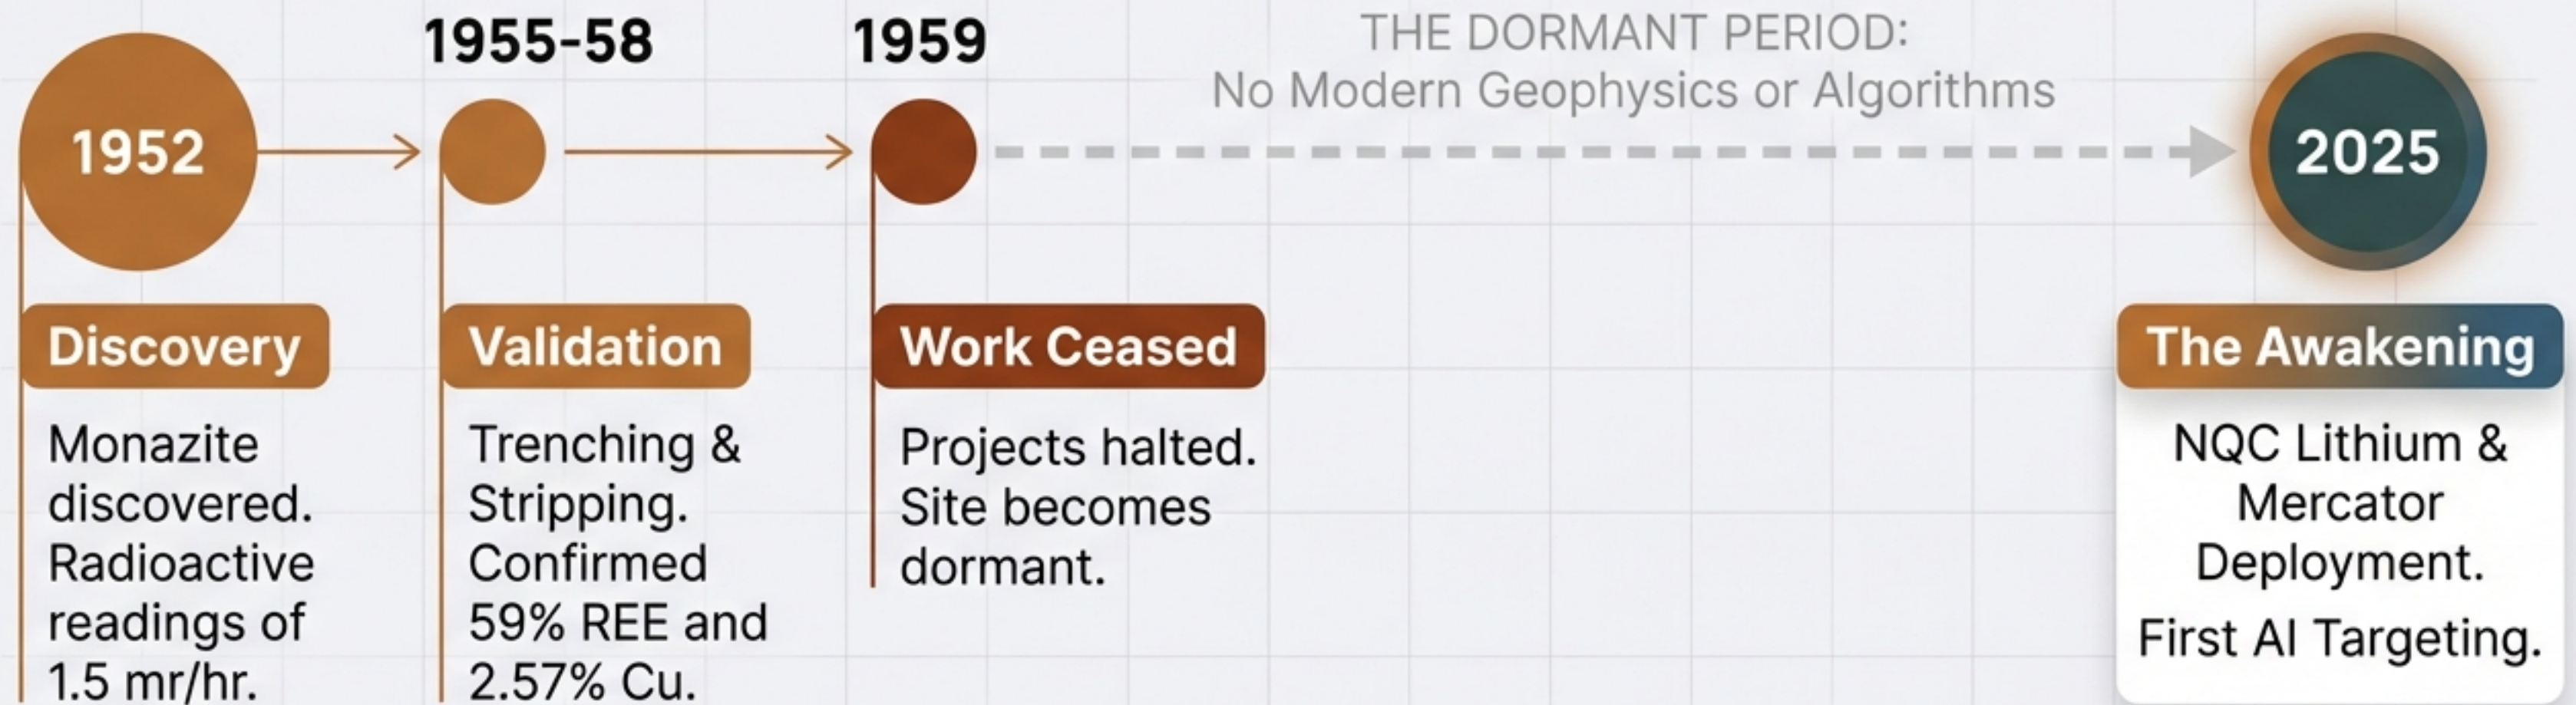 1952
Discovery
Monazite
discovered.
Radioactive
readings of
1.5 mr/hr.
1955-58
Validation
Trenching &
Stripping.
Confirmed
59% REE and
2.57% Cu.
1959
Work Ceased
Projects halted.
Site becomes
dormant.
THE DORMANT PERIOD:
No Modern Geophysics or Algorithms
2025
The Awakening
NQC Lithium &
Mercator
Deployment.
First AI Targeting.